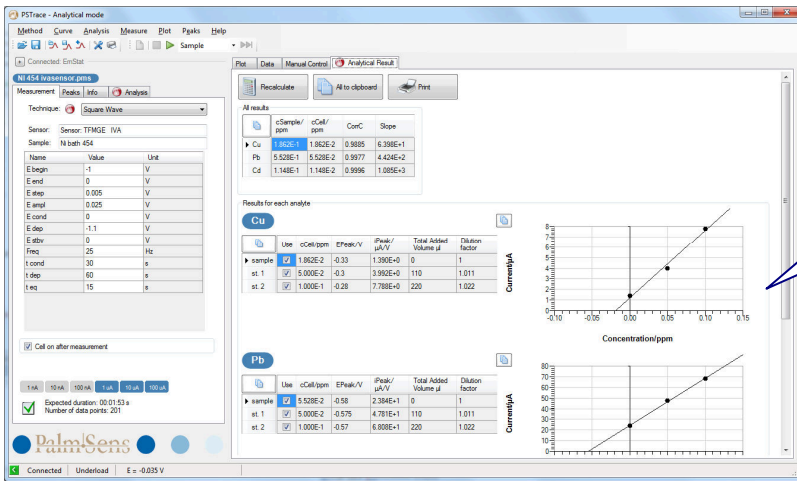 PSTrace - Analytical mode
Method Curve Analysis Measure Plot Peaks Help
Sample
Connected: EmStat
NI 454 ivasensor.pms
Measurement Peaks Info Analysis
Technique: Square Wave
Sensor: Sensor: TFMGE IVA
Sample: Ni bath 454
Name Value Unit
E begin -1 V
E end 0 V
E step 0.005 V
E ampl 0.025 V
E cond 0 V
E dep -1.1 V
E stby 0 V
Freq 25 Hz
t cond 30 s
t dep 60 s
t eq 15 s
Cell on after measurement
1 nA 10 nA 100 nA 1 uA 10 uA 100 uA
Expected duration: 00:01:53 s
Number of data points: 201
PalmSens
Connected Underload E = -0.035 V
Plot Data Manual Control Analytical Result
Recalculate All to clipboard Print
All results
cSample/ppm cCell/ppm CorrC Slope
Cu 1.862E-1 1.862E-2 0.9885 6.398E+1
Pb 5.528E-1 5.528E-2 0.9977 4.424E+2
Cd 1.148E-1 1.148E-2 0.9996 1.085E+3
Results for each analyte
Cu
Use cCell/ppm EPeak/V iPeak/µA/V Total Added Volume µl Dilution factor
sample 1.862E-2 -0.33 1.390E+0 0 1
st. 1 5.000E-2 -0.3 3.992E+0 110 1.011
st. 2 1.000E-1 -0.28 7.788E+0 220 1.022
Current/µA
8
7
6
5
4
3
2
1
0
-0.10 -0.05 0.00 0.05 0.10 0.15
Concentration/ppm
Pb
Use cCell/ppm EPeak/V iPeak/µA/V Total Added Volume µl Dilution factor
sample 5.528E-2 -0.58 2.384E+1 0 1
st. 1 5.000E-2 -0.575 4.781E+1 110 1.011
st. 2 1.000E-1 -0.57 6.808E+1 220 1.022
Current/µA
80
70
60
50
40
30
20
10
0